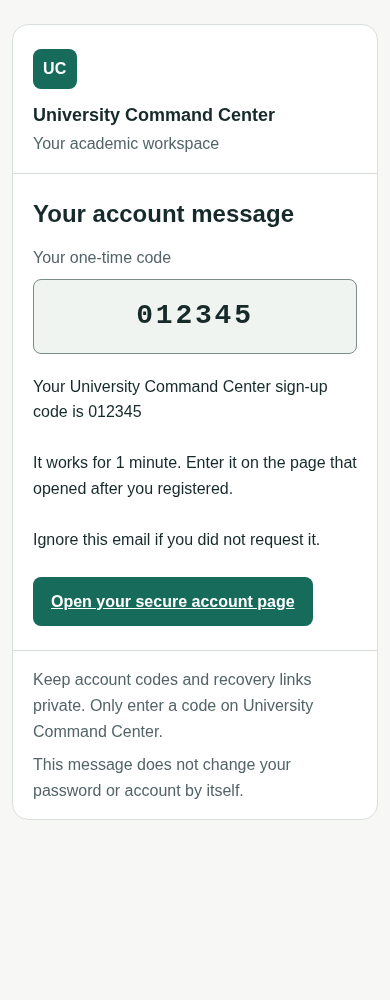 UC
University Command Center
Your academic workspace
Your account message
Your one-time code
012345
Your University Command Center sign-up
code is 012345
It works for 1 minute. Enter it on the page that
opened after you registered.
Ignore this email if you did not request it.
Open your secure account page
Keep account codes and recovery links
private. Only enter a code on University
Command Center.
This message does not change your
password or account by itself.